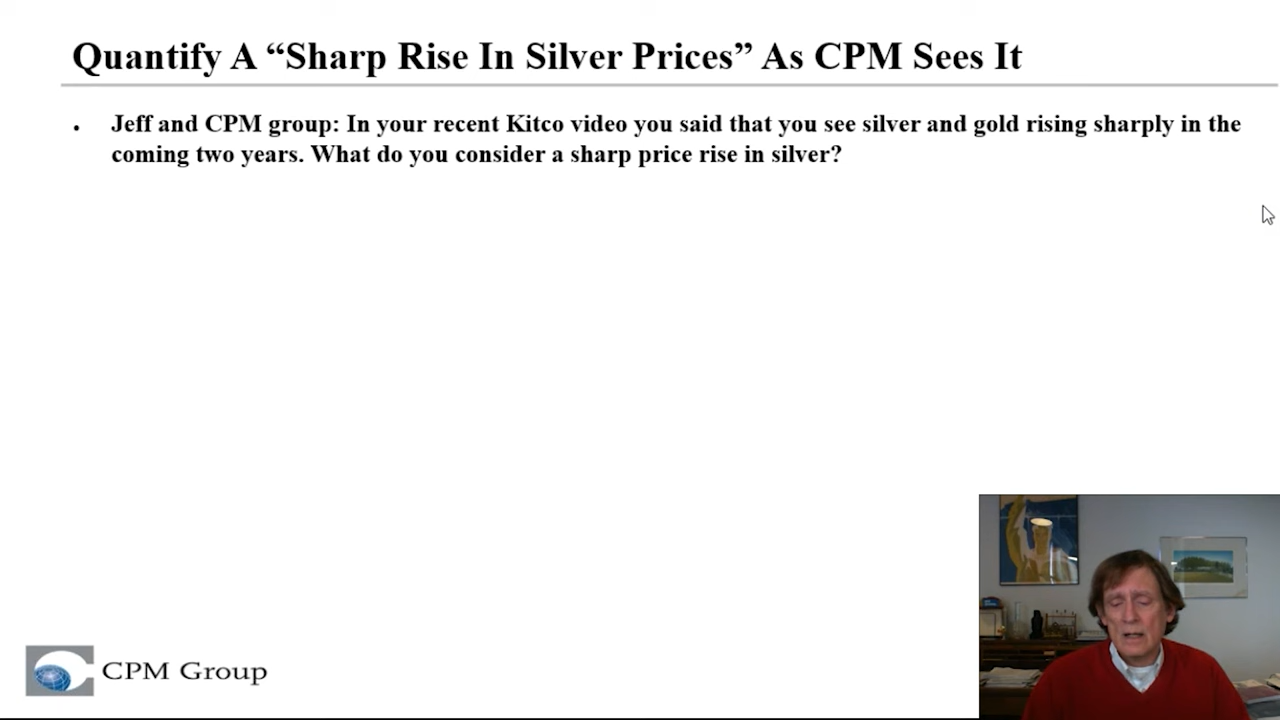 Quantify A “Sharp Rise In Silver Prices” As CPM Sees It
• Jeff and CPM group: In your recent Kitco video you said that you see silver and gold rising sharply in the
coming two years. What do you consider a sharp price rise in silver?
CPM Group